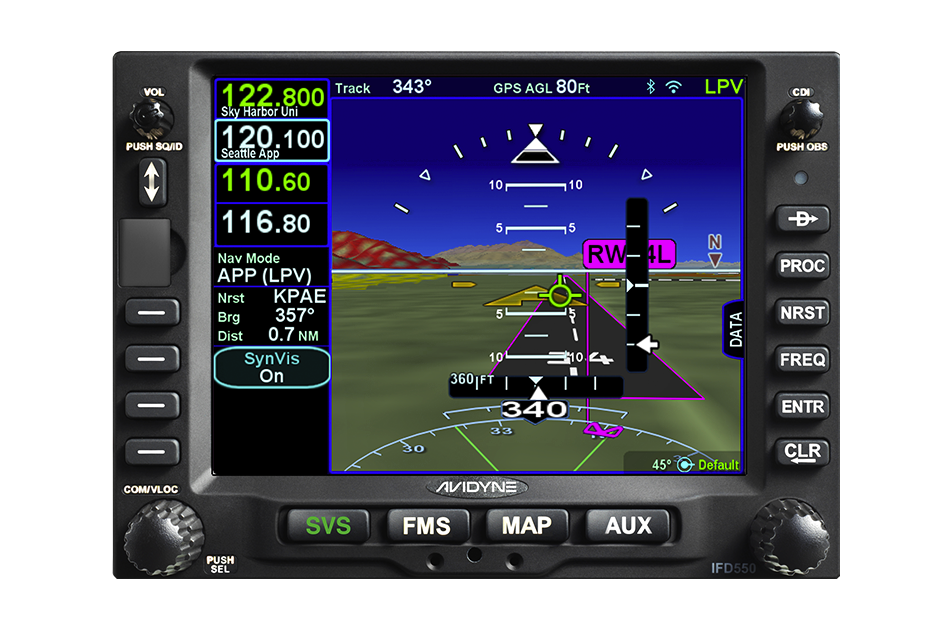 VOL
PUSH SQ/ID
122.800
Sky Harbor Uni
120.100
Seattle App
110.60
116.80
Nav Mode
APP (LPV)
Nrst KPAE
Brg 357°
Dist 0.7 NM
SynVis
On
Track 343° GPS AGL 80Ft LPV
10 10
5 5
N
5
10 10
360 FT
340
33
30
45° Default
DATA
CDI
PUSH OBS
D
PROC
NRST
FREQ
ENTR
CLR
COM/VLOC
PUSH
SEL
AVIDYNE
SVS FMS MAP AUX
IFD550